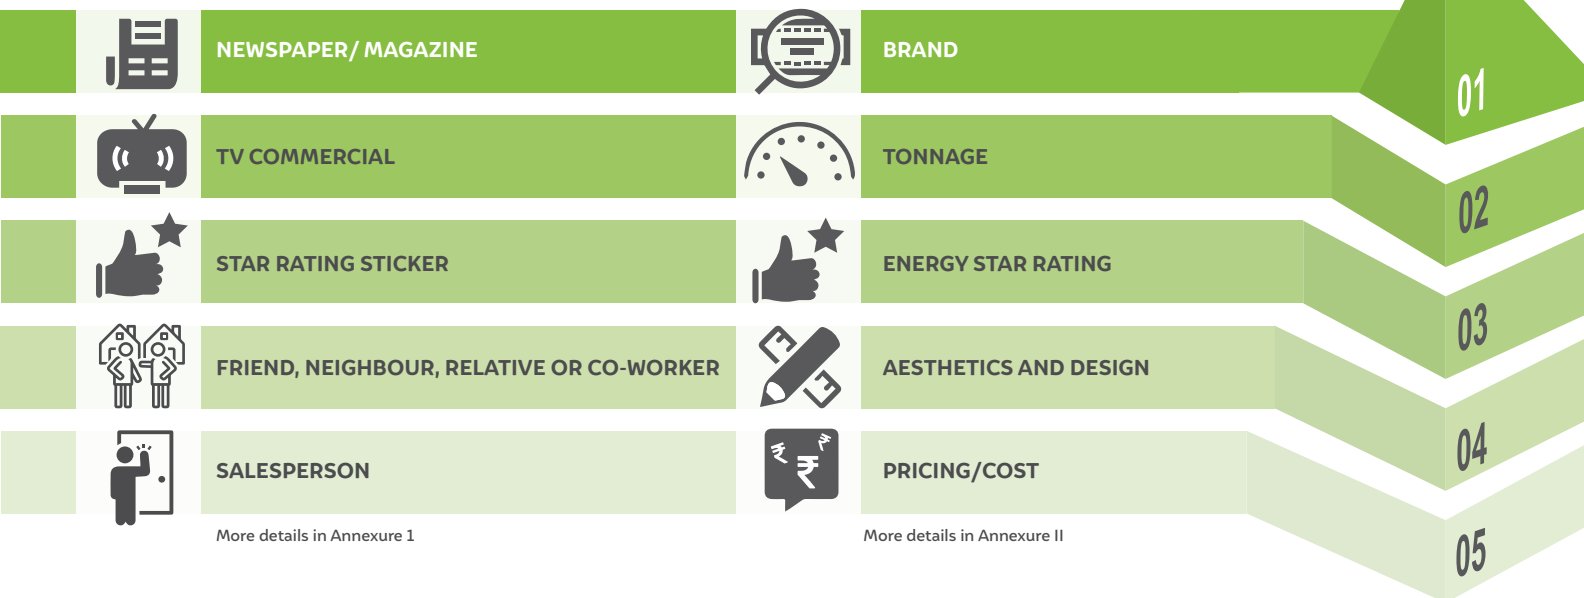 NEWSPAPER/ MAGAZINE
BRAND
01
TV COMMERCIAL
TONNAGE
02
STAR RATING STICKER
ENERGY STAR RATING
03
FRIEND, NEIGHBOUR, RELATIVE OR CO-WORKER
AESTHETICS AND DESIGN
04
SALESPERSON
₹ ₹ ₹
PRICING/COST
05
More details in Annexure 1
More details in Annexure II